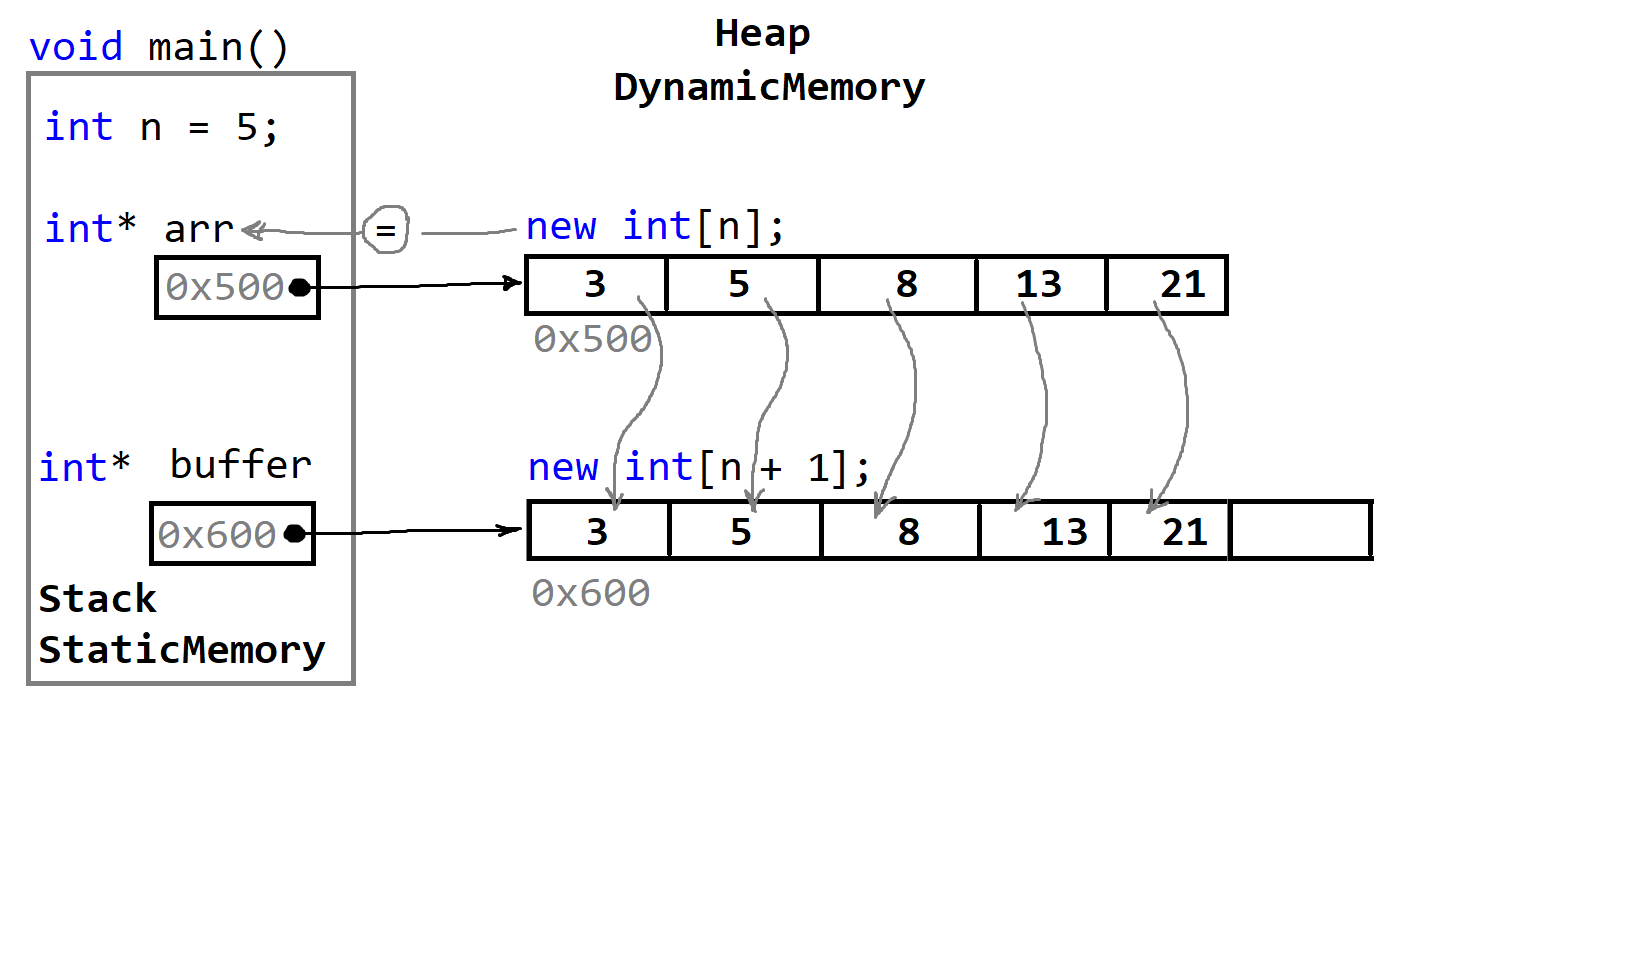 void main()
Heap
DynamicMemory
int n = 5;
int* arr = new int[n];
0x500
3 5 8 13 21
0x500
int* buffer
new int[n + 1];
0x600
3 5 8 13 21
0x600
Stack
StaticMemory